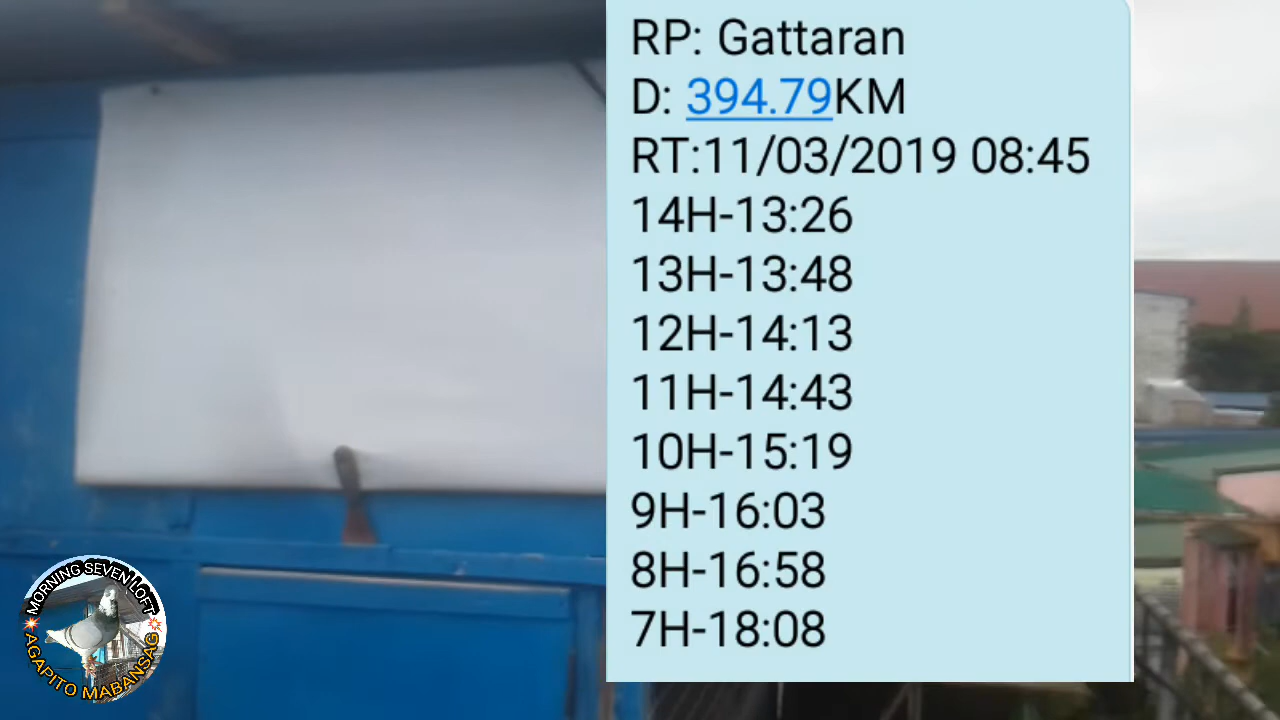 RP: Gattaran
D: 394.79KM
RT:11/03/2019 08:45
14H-13:26
13H-13:48
12H-14:13
11H-14:43
10H-15:19
9H-16:03
8H-16:58
7H-18:08
MORNING SEVEN LOFT
AGAPITO MABANSAG